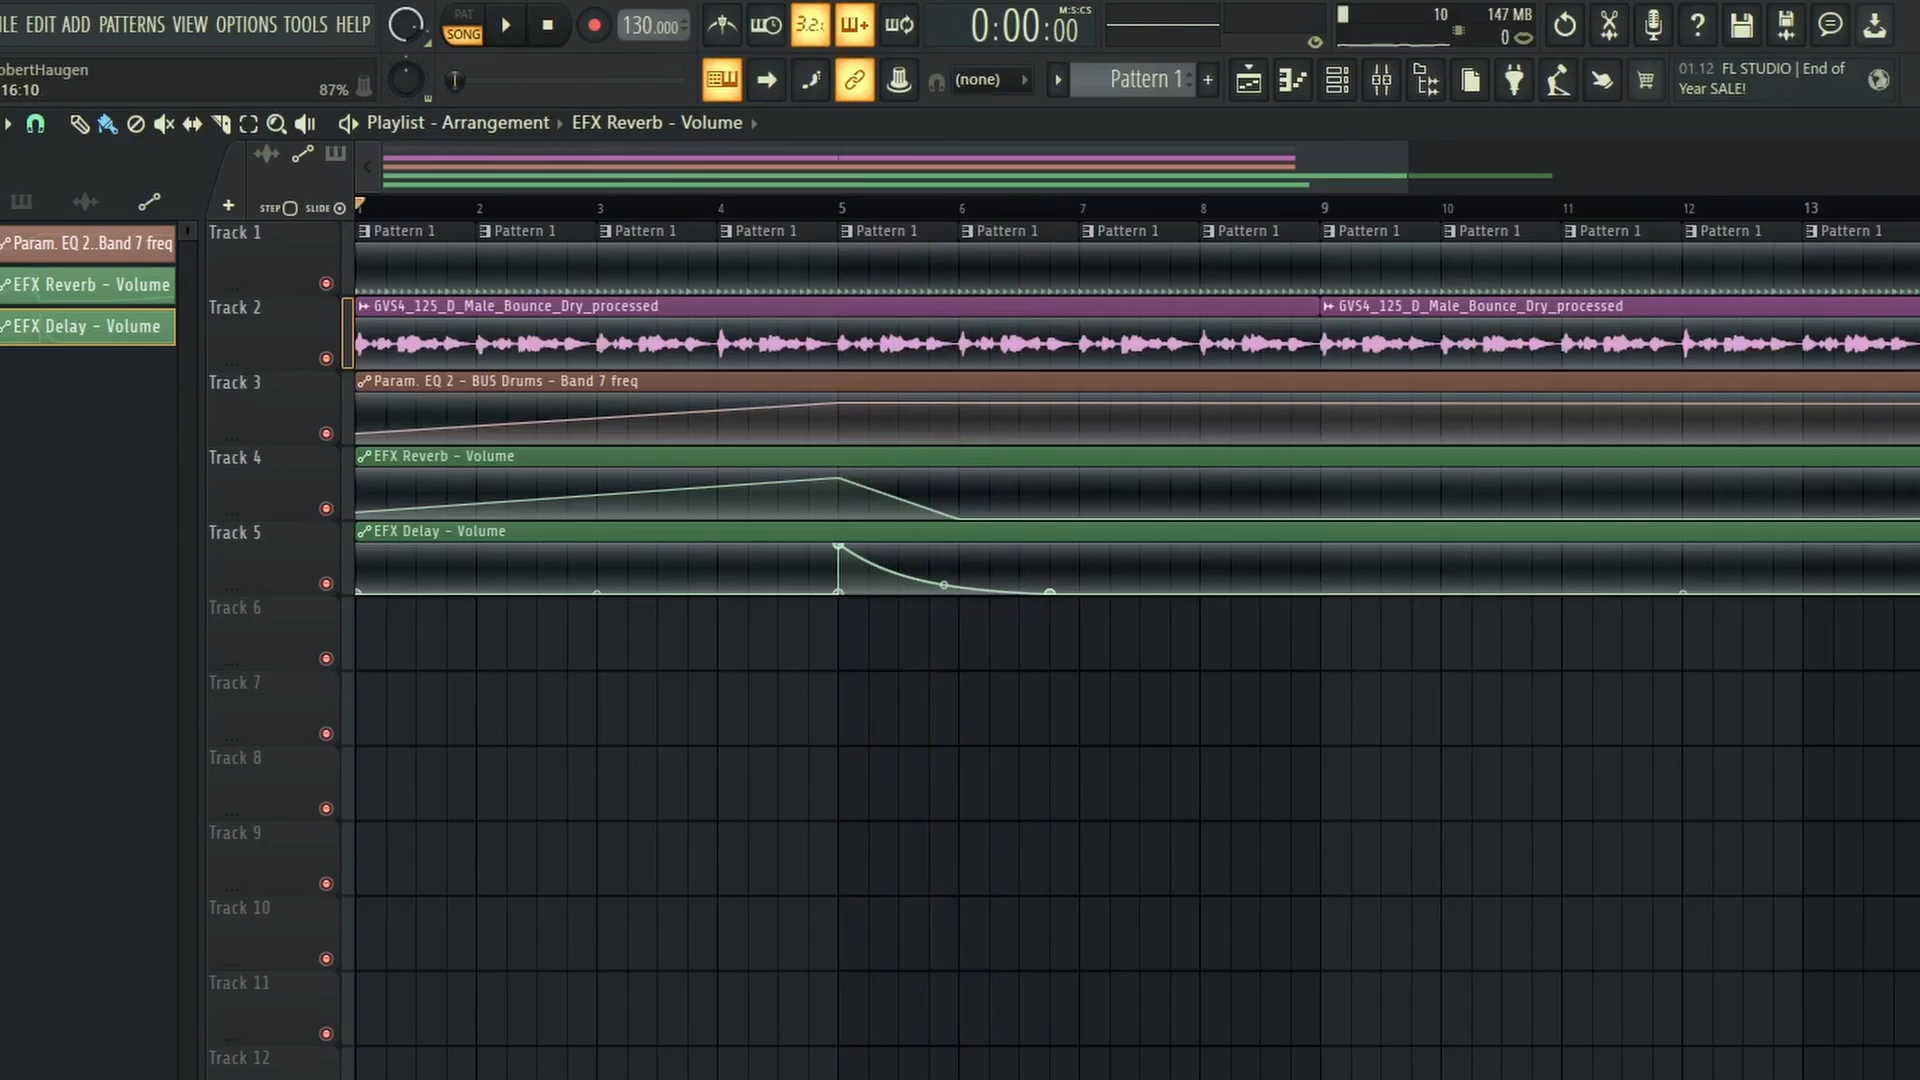 ILE EDIT ADD PATTERNS VIEW OPTIONS TOOLS HELP
PAT
SONG
130.000
3.2:
0:00:00
M:S:CS
10
147 MB
0
obertHaugen
16:10
87%
(none)
Pattern 1
+
01.12 FL STUDIO | End of
Year SALE!
Playlist - Arrangement › EFX Reverb - Volume ›
+
STEP
SLIDE
1 2 3 4 5 6 7 8 9 10 11 12 13
Param. EQ 2..Band 7 freq
EFX Reverb - Volume
EFX Delay - Volume
Track 1
Pattern 1 Pattern 1 Pattern 1 Pattern 1 Pattern 1 Pattern 1 Pattern 1 Pattern 1 Pattern 1 Pattern 1 Pattern 1 Pattern 1 Pattern 1
Track 2
GVS4_125_D_Male_Bounce_Dry_processed
GVS4_125_D_Male_Bounce_Dry_processed
Track 3
Param. EQ 2 - BUS Drums - Band 7 freq
Track 4
EFX Reverb - Volume
Track 5
EFX Delay - Volume
Track 6
Track 7
Track 8
Track 9
Track 10
Track 11
Track 12